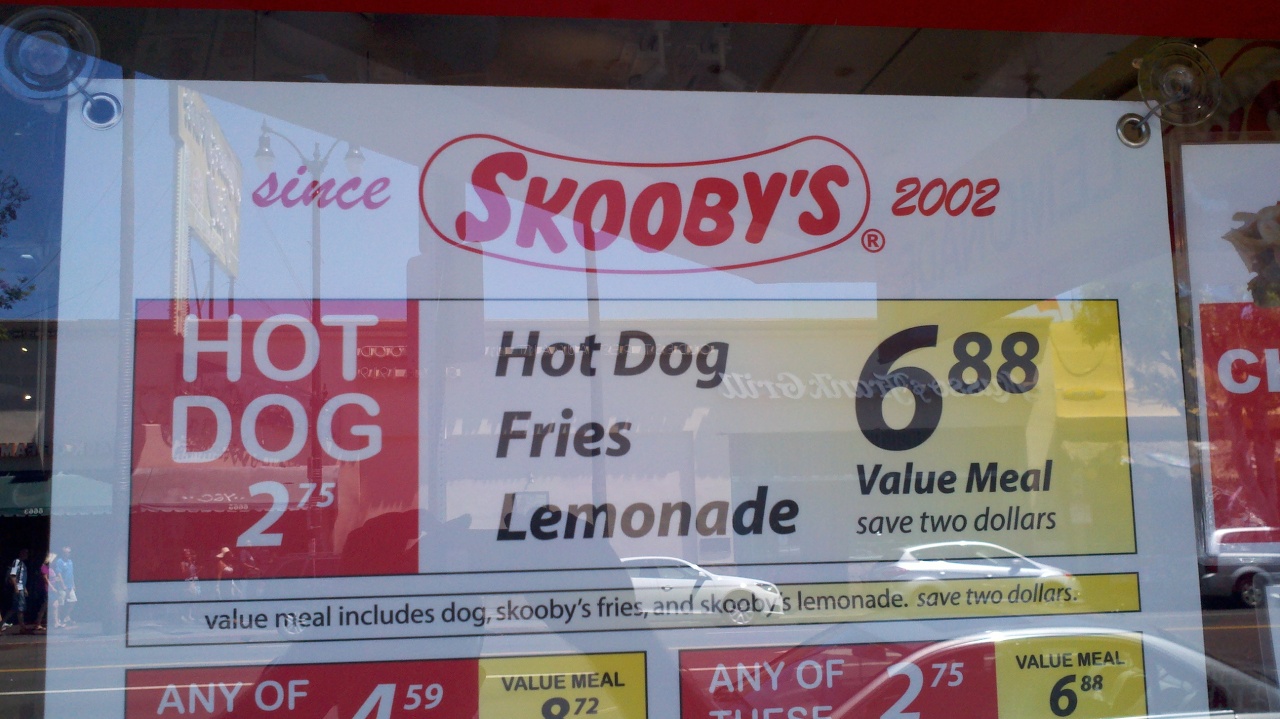 since SKOOBY'S® 2002
HOT
DOG
2 75
Hot Dog
Fries
Lemonade
6 88
Value Meal
save two dollars
value meal includes dog, skooby's fries, and skooby's lemonade. save two dollars.
ANY OF
4 59
VALUE MEAL
8 72
ANY OF
THESE
2 75
VALUE MEAL
6 88